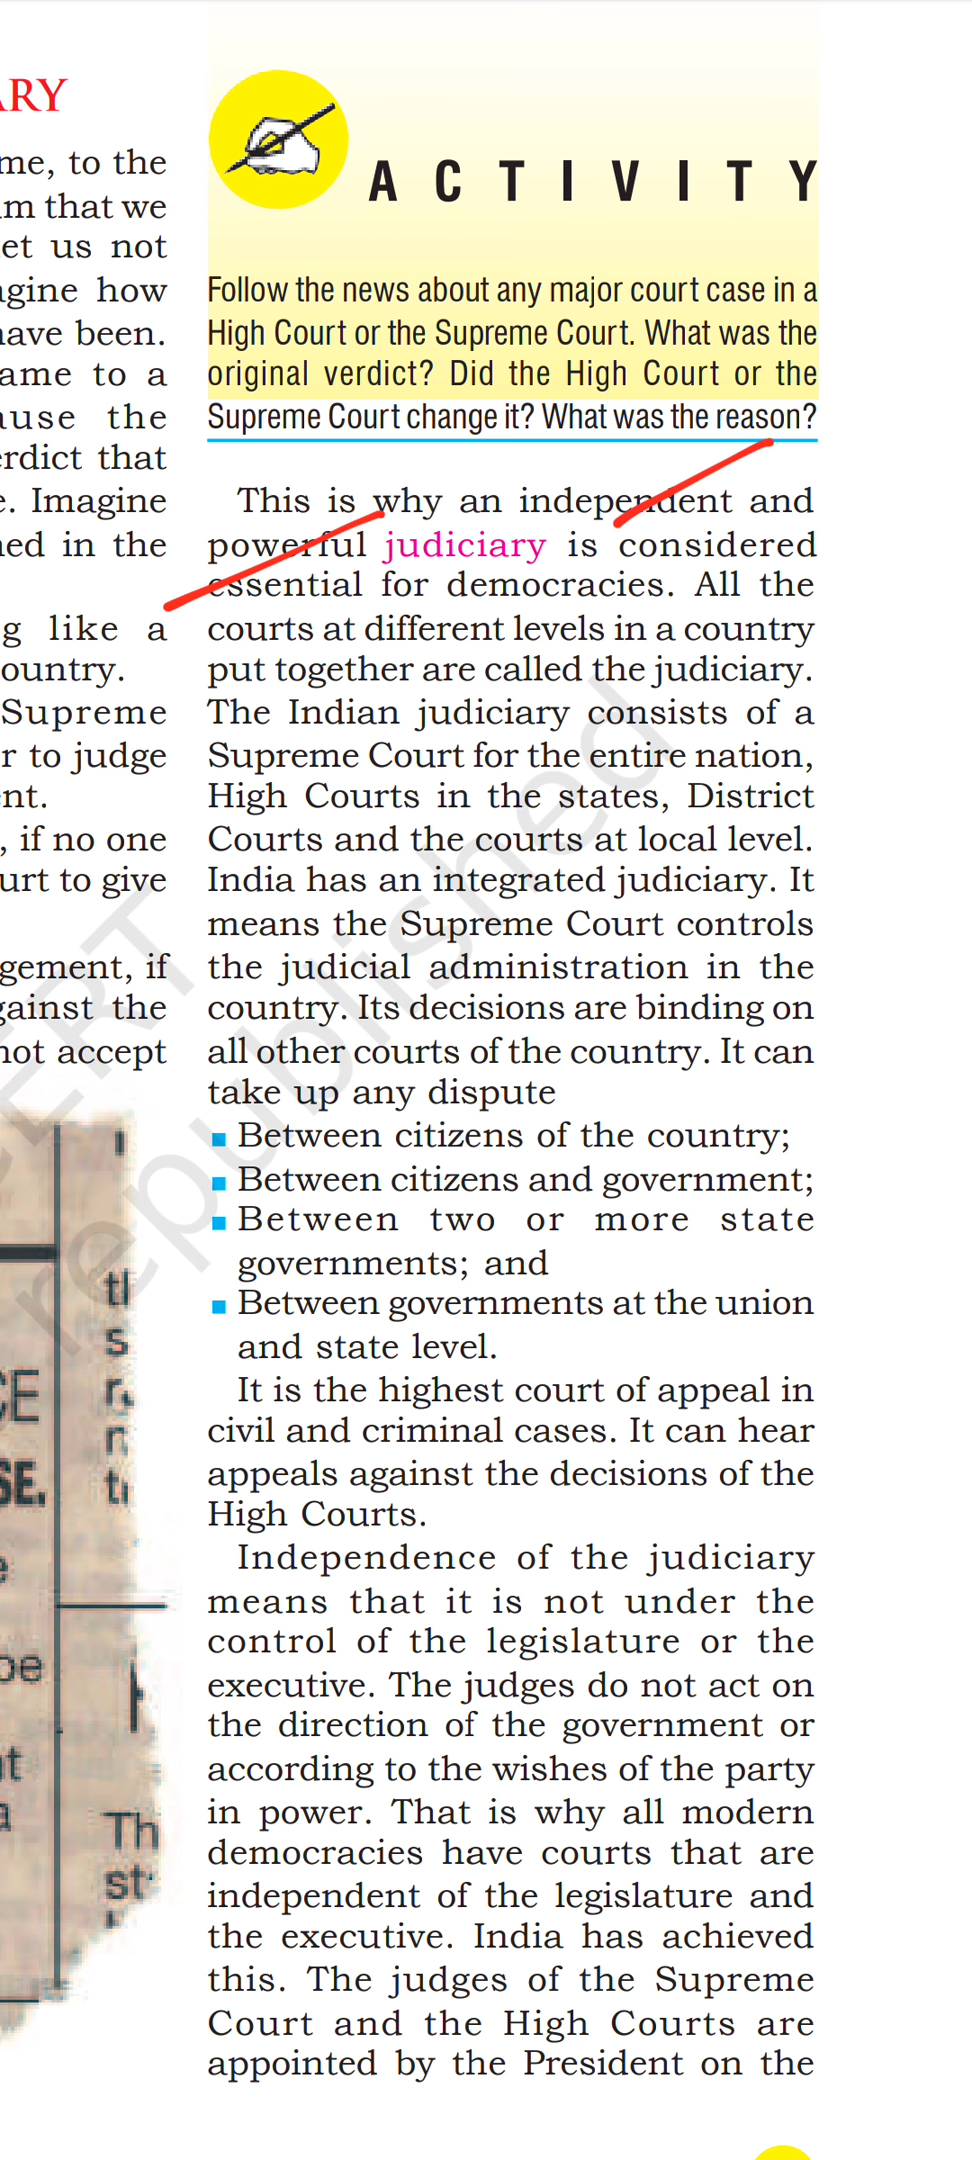 ARY
me, to the
m that we
et us not
gine how
ave been.
ame to a
ause the
erdict that
e. Imagine
ed in the
g like a
ountry.
Supreme
r to judge
nt.
, if no one
urt to give
gement, if
gainst the
not accept
CE
SE.
be
Th
st
ACTIVITY
Follow the news about any major court case in a
High Court or the Supreme Court. What was the
original verdict? Did the High Court or the
Supreme Court change it? What was the reason?
This is why an independent and
powerful judiciary is considered
essential for democracies. All the
courts at different levels in a country
put together are called the judiciary.
The Indian judiciary consists of a
Supreme Court for the entire nation,
High Courts in the states, District
Courts and the courts at local level.
India has an integrated judiciary. It
means the Supreme Court controls
the judicial administration in the
country. Its decisions are binding on
all other courts of the country. It can
take up any dispute
Between citizens of the country;
Between citizens and government;
Between two or more state
governments; and
Between governments at the union
and state level.
It is the highest court of appeal in
civil and criminal cases. It can hear
appeals against the decisions of the
High Courts.
Independence of the judiciary
means that it is not under the
control of the legislature or the
executive. The judges do not act on
the direction of the government or
according to the wishes of the party
in power. That is why all modern
democracies have courts that are
independent of the legislature and
the executive. India has achieved
this. The judges of the Supreme
Court and the High Courts are
appointed by the President on the
republished